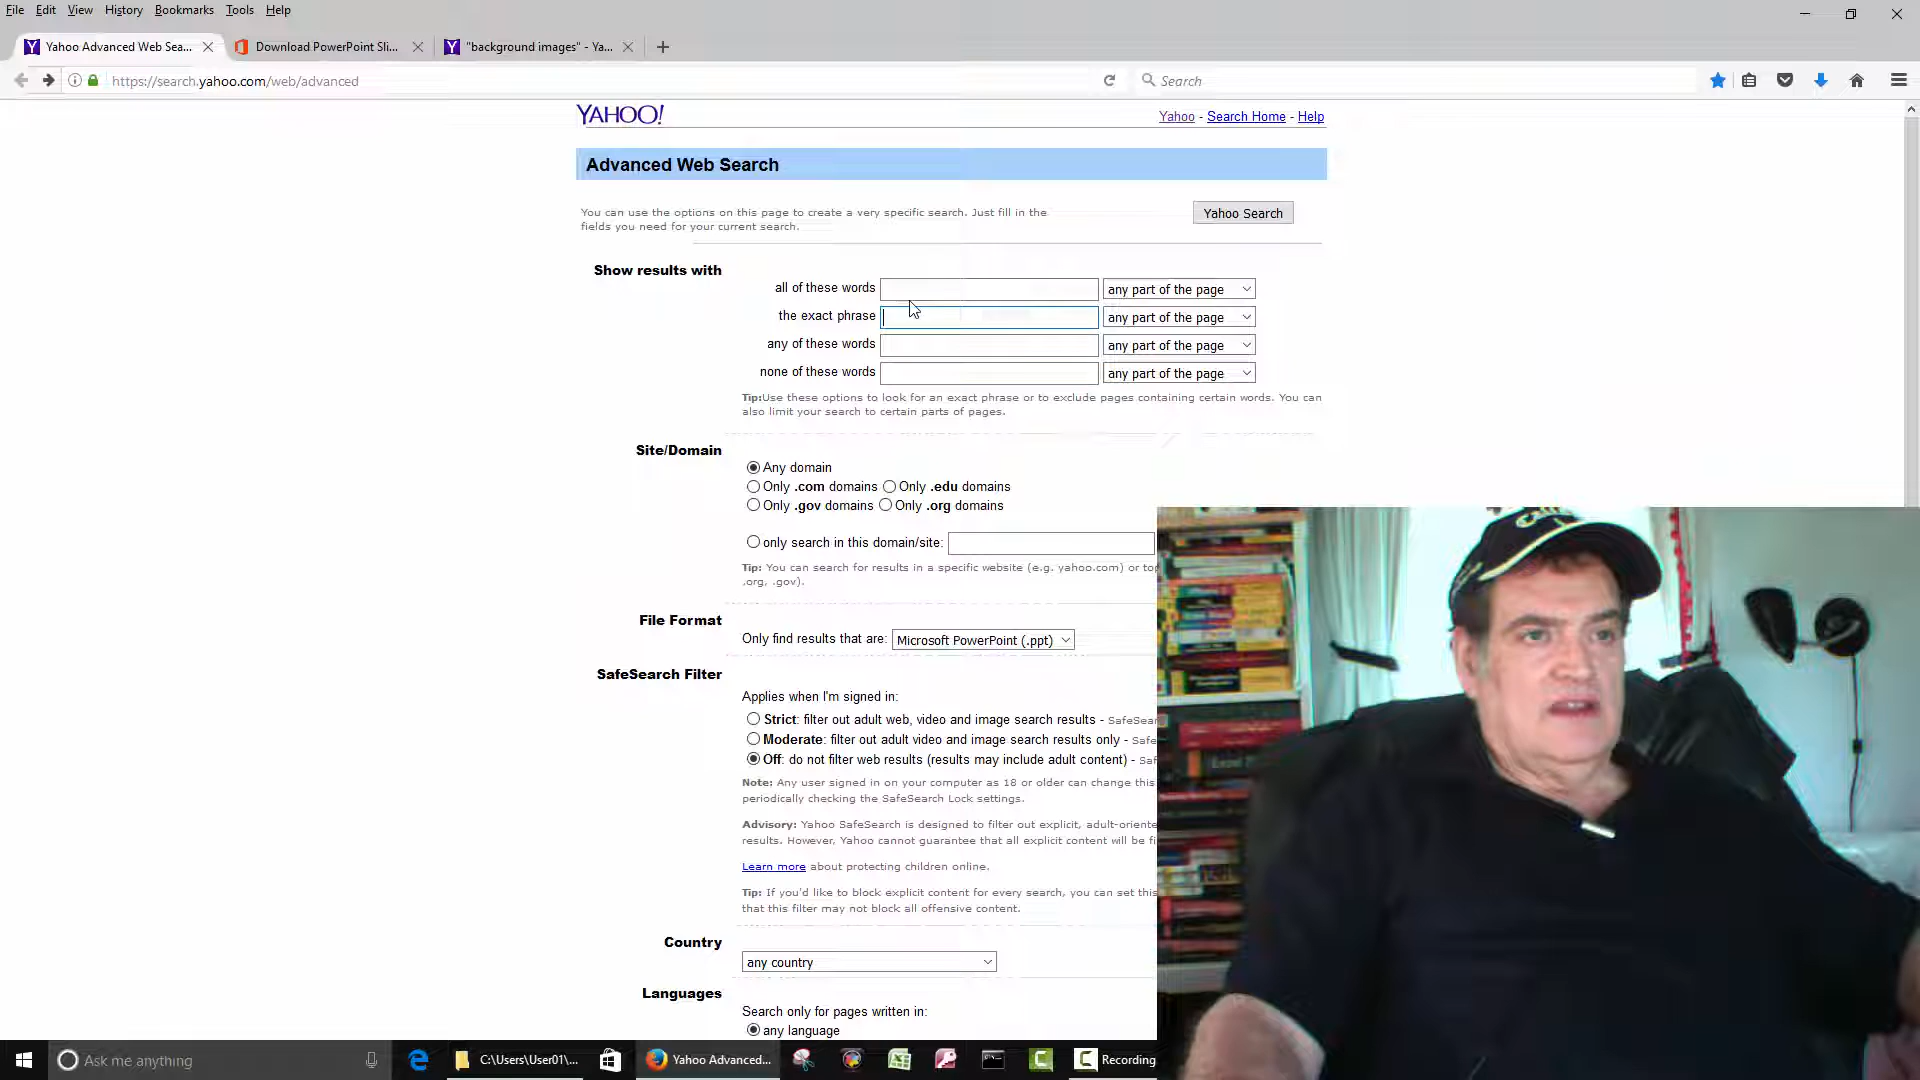 File Edit View History Bookmarks Tools Help
Yahoo Advanced Web Sea... Download PowerPoint Sli... "background images" - Ya...
https://search.yahoo.com/web/advanced Search
YAHOO! Yahoo - Search Home - Help
Advanced Web Search
You can use the options on this page to create a very specific search. Just fill in the
fields you need for your current search.
Yahoo Search
Show results with
all of these words any part of the page
the exact phrase any part of the page
any of these words any part of the page
none of these words any part of the page
Tip:Use these options to look for an exact phrase or to exclude pages containing certain words. You can
also limit your search to certain parts of pages.
Site/Domain
Any domain
Only .com domains Only .edu domains
Only .gov domains Only .org domains
only search in this domain/site:
Tip: You can search for results in a specific website (e.g. yahoo.com) or
.org, .gov).
File Format
Only find results that are: Microsoft PowerPoint (.ppt)
SafeSearch Filter
Applies when I'm signed in:
Strict: filter out adult web, video and image search results -
Moderate: filter out adult video and image search results only -
Off: do not filter web results (results may include adult content) -
Note: Any user signed in on your computer as 18 or older can change this
periodically checking the SafeSearch Lock settings.
Advisory: Yahoo SafeSearch is designed to filter out explicit, adult-oriente
results. However, Yahoo cannot guarantee that all explicit content will be fi
Learn more about protecting children online.
Tip: If you'd like to block explicit content for every search, you can set this
that this filter may not block all offensive content.
Country
any country
Languages
Search only for pages written in:
any language
Ask me anything C:\Users\User01\... Yahoo Advanced... Recording